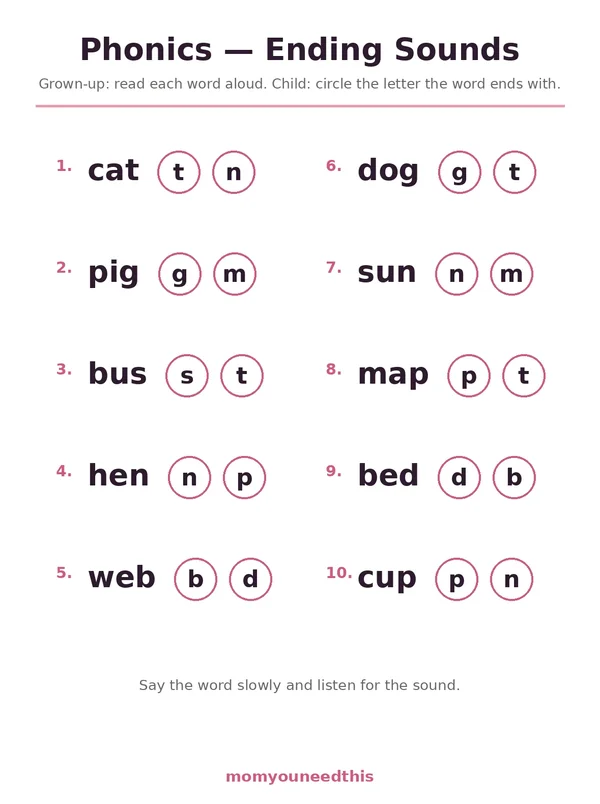 Phonics — Ending Sounds
Grown-up: read each word aloud. Child: circle the letter the word ends with.
1. cat t n
2. pig g m
3. bus s t
4. hen n p
5. web b d
6. dog g t
7. sun n m
8. map p t
9. bed d b
10. cup p n
Say the word slowly and listen for the sound.
momyouneedthis